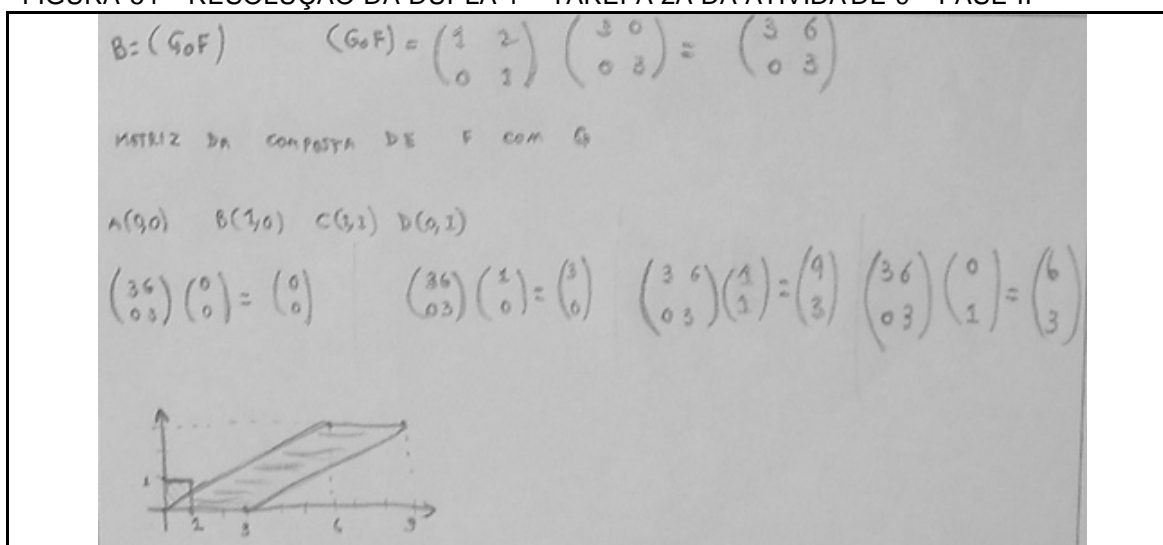 B=(GoF) (GoF) = (1 2 0 1) (3 0 0 3) = (3 6 0 3)
MATRIZ DA COMPOSTA DE F COM G
A(0,0) B(1,0) C(1,1) D(0,1)
(3 6 0 3) (0 0) = (0 0) (3 6 0 3) (1 0) = (3 0) (3 6 0 3) (1 1) = (9 3) (3 6 0 3) (0 1) = (6 3)
1
1 3 6 9